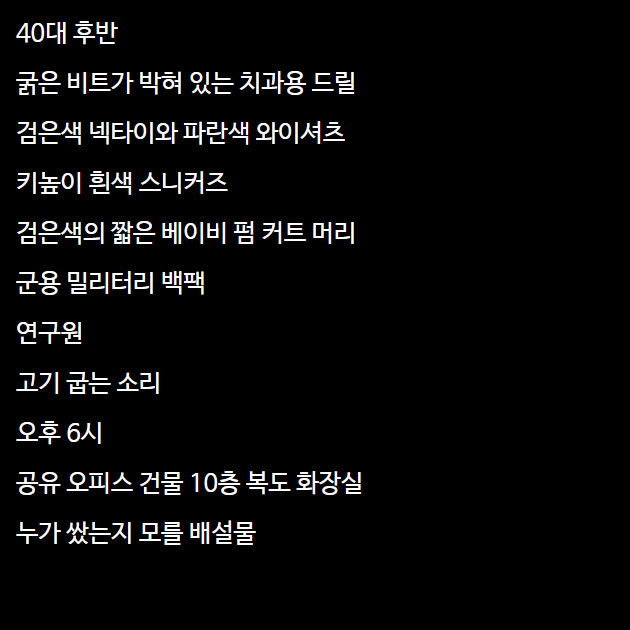 40대 후반
굵은 비트가 박혀 있는 치과용 드릴
검은색 넥타이와 파란색 와이셔츠
키높이 흰색 스니커즈
검은색의 짧은 베이비 펌 커트 머리
군용 밀리터리 백팩
연구원
고기 굽는 소리
오후 6시
공유 오피스 건물 10층 복도 화장실
누가 쌌는지 모를 배설물